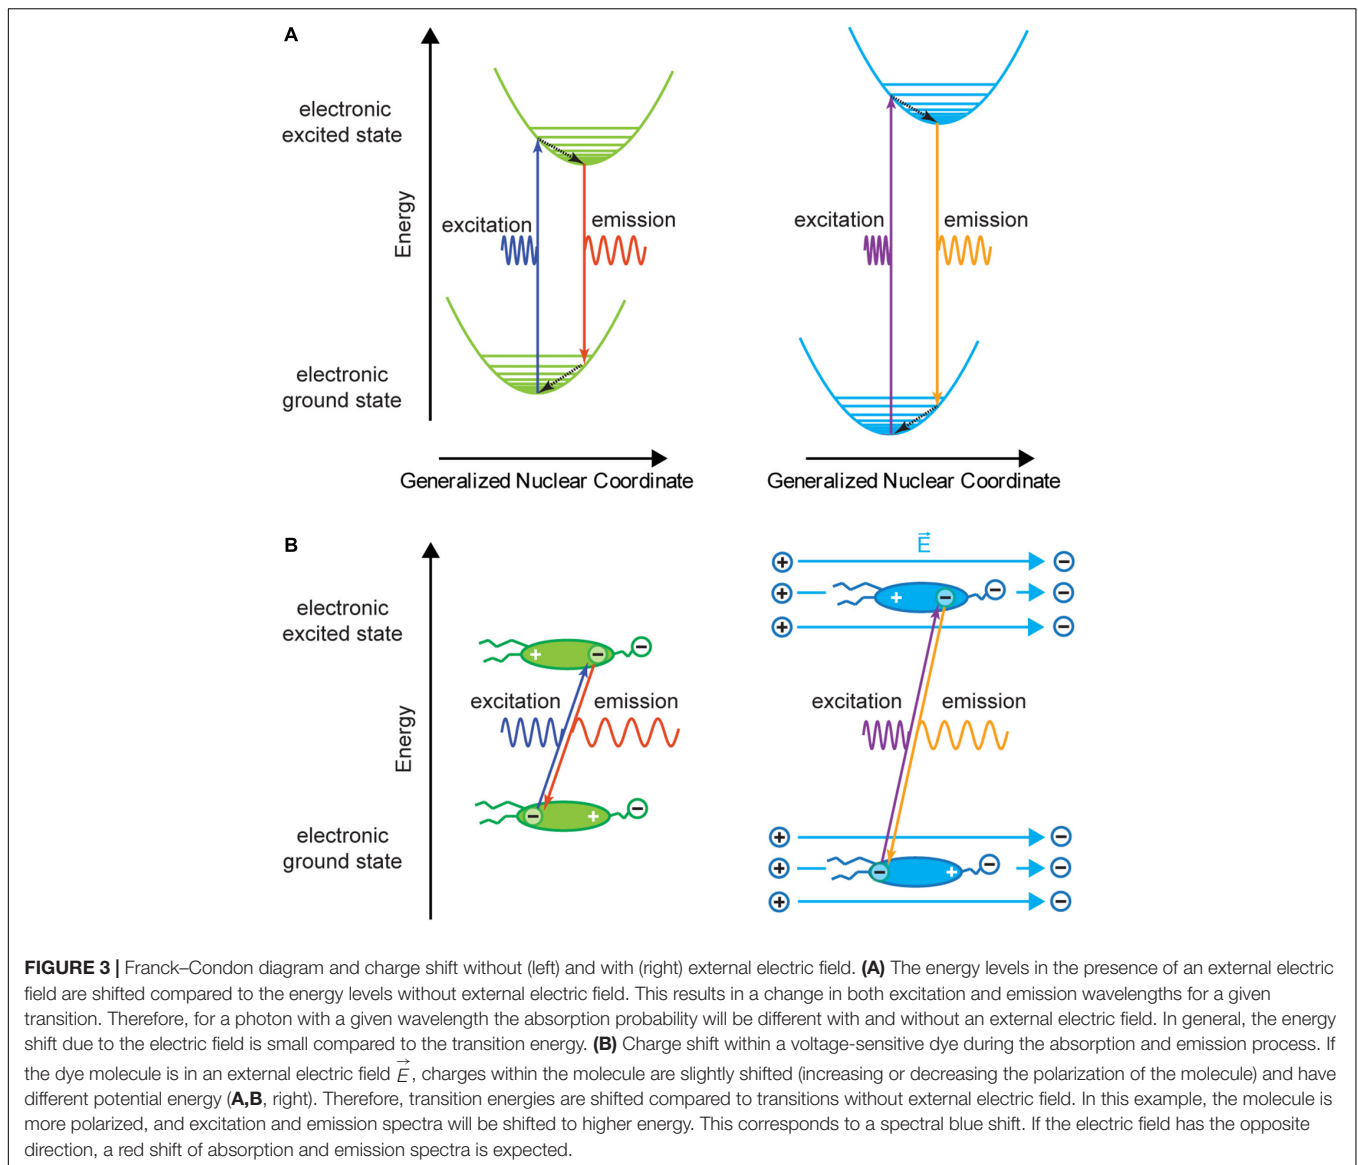 A
electronic
excited state
Energy
excitation
emission
excitation
emission
electronic
ground state
Generalized Nuclear Coordinate
Generalized Nuclear Coordinate
B
E
+ −
+ + − − −
+ −
electronic
excited state
+ − −
Energy
excitation
emission
excitation
emission
− + −
electronic
ground state
+ −
+ − + − −
+ −
FIGURE 3 | Franck–Condon diagram and charge shift without (left) and with (right) external electric field. (A) The energy levels in the presence of an external electric
field are shifted compared to the energy levels without external electric field. This results in a change in both excitation and emission wavelengths for a given
transition. Therefore, for a photon with a given wavelength the absorption probability will be different with and without an external electric field. In general, the energy
shift due to the electric field is small compared to the transition energy. (B) Charge shift within a voltage-sensitive dye during the absorption and emission process. If
the dye molecule is in an external electric field E⃗, charges within the molecule are slightly shifted (increasing or decreasing the polarization of the molecule) and have
different potential energy (A,B, right). Therefore, transition energies are shifted compared to transitions without external electric field. In this example, the molecule is
more polarized, and excitation and emission spectra will be shifted to higher energy. This corresponds to a spectral blue shift. If the electric field has the opposite
direction, a red shift of absorption and emission spectra is expected.